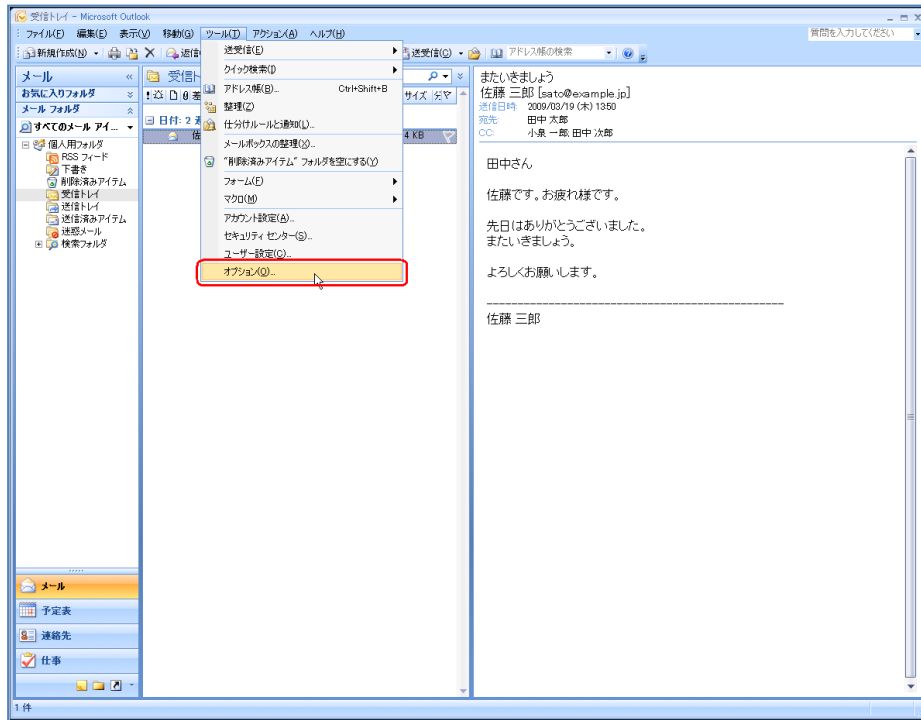 受信トレイ - Microsoft Outlook
ファイル(F) 編集(E) 表示(V) 移動(G) ツール(T) アクション(A) ヘルプ(H)
質問を入力してください
新規作成(N) 返信 送受信(C) アドレス帳の検索
メール
お気に入りフォルダ
メール フォルダ
すべてのメール アイ...
個人用フォルダ
RSS フィード
下書き
削除済みアイテム
受信トレイ
送信トレイ
送信済みアイテム
迷惑メール
検索フォルダ
メール
予定表
連絡先
仕事
1 件
受信ト
サイズ
日付: 2
4 KB
送受信(E)
クイック検索(I)
アドレス帳(B)... Ctrl+Shift+B
整理(Z)
仕分けルールと通知(L)...
メールボックスの整理(X)...
"削除済みアイテム" フォルダを空にする(Y)
フォーム(F)
マクロ(M)
アカウント設定(A)...
セキュリティ センター(S)...
ユーザー設定(C)...
オプション(O)...
またいきましょう
佐藤 三郎 [sato@example.jp]
送信日時: 2009/03/19 (木) 13:50
宛先: 田中 太郎
CC: 小泉 一郎; 田中 次郎
田中さん
佐藤です。お疲れ様です。
先日はありがとうございました。
またいきましょう。
よろしくお願いします。
------------------------------------------------
佐藤 三郎